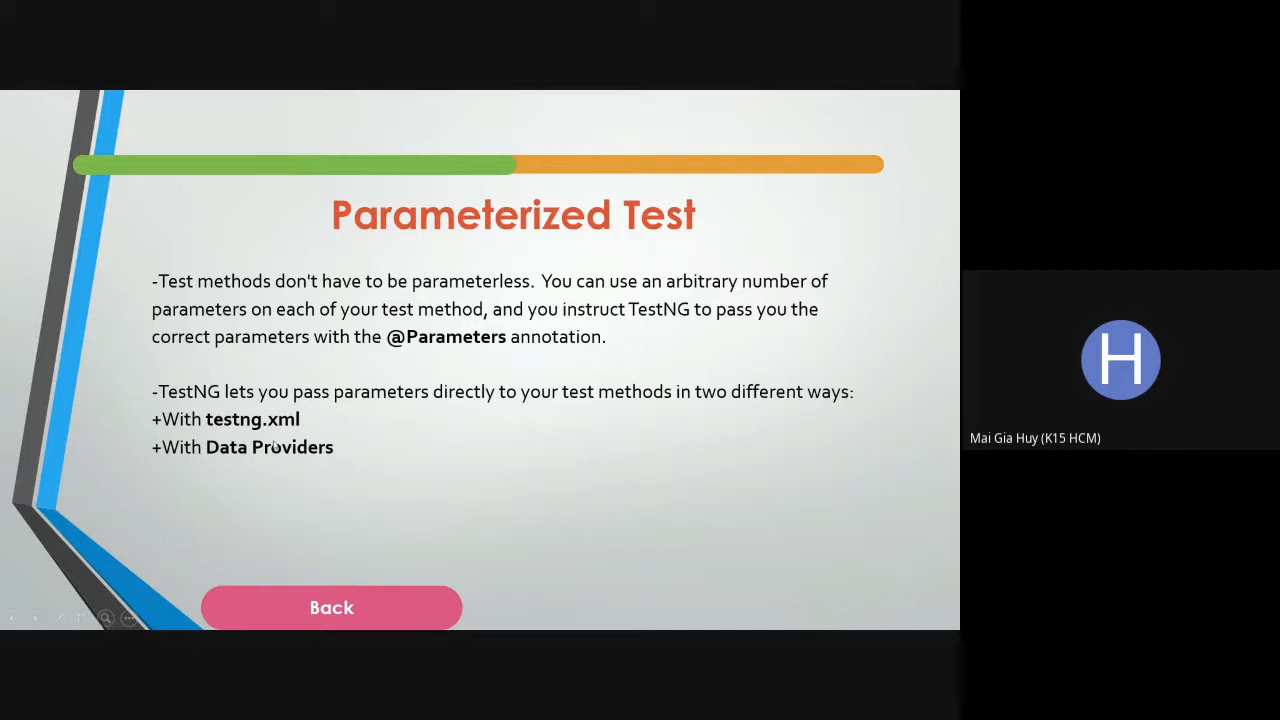 Parameterized Test
-Test methods don't have to be parameterless. You can use an arbitrary number of
parameters on each of your test method, and you instruct TestNG to pass you the
correct parameters with the @Parameters annotation.
-TestNG lets you pass parameters directly to your test methods in two different ways:
+With testng.xml
+With Data Providers
Back
H
Mai Gia Huy (K15 HCM)